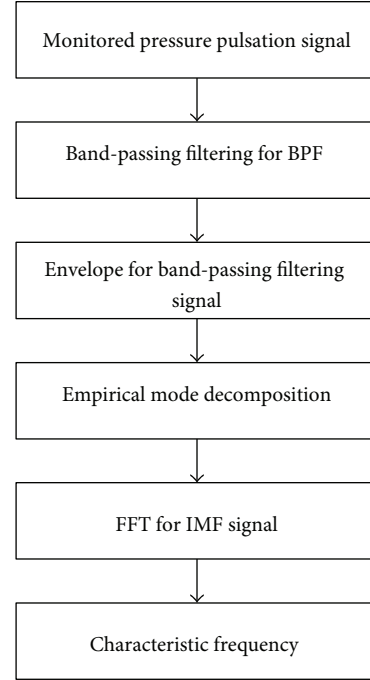 Monitored pressure pulsation signal
Band-passing filtering for BPF
Envelope for band-passing filtering
signal
Empirical mode decomposition
FFT for IMF signal
Characteristic frequency